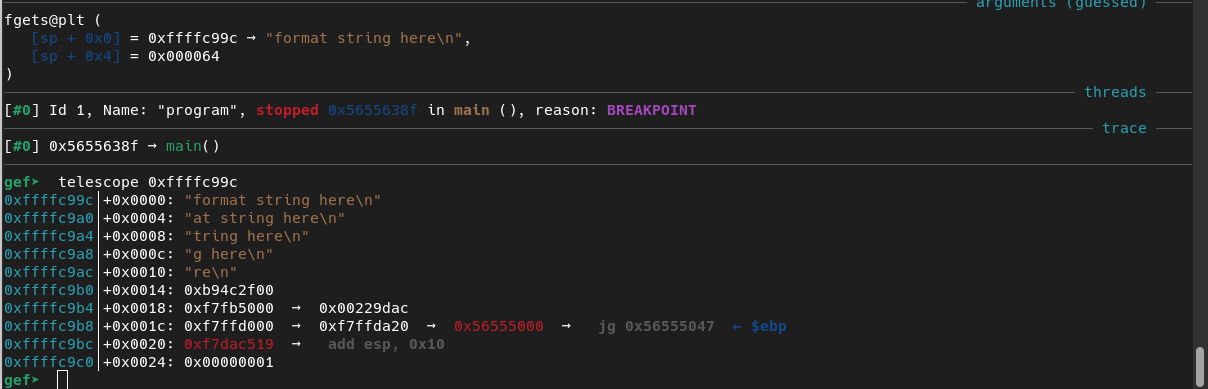 arguments (guessed)
fgets@plt (
[sp + 0x0] = 0xffffc99c → "format string here\n",
[sp + 0x4] = 0x000064
)
threads
[#0] Id 1, Name: "program", stopped 0x5655638f in main (), reason: BREAKPOINT
trace
[#0] 0x5655638f → main()
gef➤  telescope 0xffffc99c
0xffffc99c│+0x0000: "format string here\n"
0xffffc9a0│+0x0004: "at string here\n"
0xffffc9a4│+0x0008: "tring here\n"
0xffffc9a8│+0x000c: "g here\n"
0xffffc9ac│+0x0010: "re\n"
0xffffc9b0│+0x0014: 0xb94c2f00
0xffffc9b4│+0x0018: 0xf7fb5000  →  0x00229dac
0xffffc9b8│+0x001c: 0xf7ffd000  →  0xf7ffda20  →  0x56555000  →   jg 0x56555047  ← $ebp
0xffffc9bc│+0x0020: 0xf7dac519  →   add esp, 0x10
0xffffc9c0│+0x0024: 0x00000001
gef➤